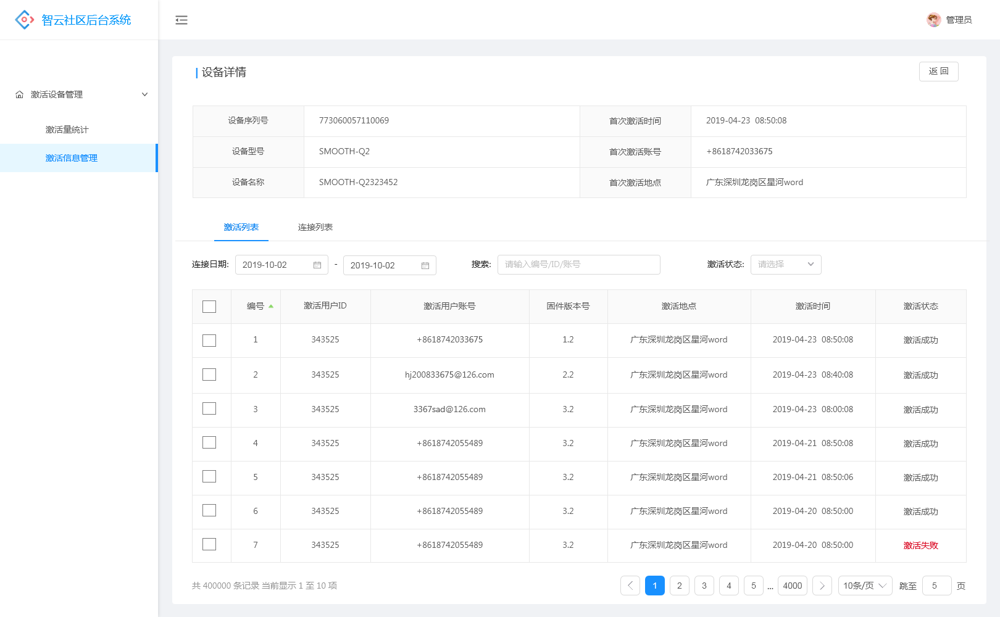 智云社区后台系统
管理员
激活设备管理
激活量统计
激活信息管理
设备详情
返 回
设备序列号 773060057110069 首次激活时间 2019-04-23 08:50:08
设备型号 SMOOTH-Q2 首次激活账号 +8618742033675
设备名称 SMOOTH-Q2323452 首次激活地点 广东深圳龙岗区星河word
激活列表 连接列表
连接日期: 2019-10-02 - 2019-10-02 搜索: 请输入编号/ID/账号 激活状态: 请选择
编号 激活用户ID 激活用户账号 固件版本号 激活地点 激活时间 激活状态
1 343525 +8618742033675 1.2 广东深圳龙岗区星河word 2019-04-23 08:50:08 激活成功
2 343525 hj200833675@126.com 2.2 广东深圳龙岗区星河word 2019-04-23 08:40:08 激活成功
3 343525 3367sad@126.com 3.2 广东深圳龙岗区星河word 2019-04-23 08:00:08 激活成功
4 343525 +8618742055489 3.2 广东深圳龙岗区星河word 2019-04-21 08:50:08 激活成功
5 343525 +8618742055489 3.2 广东深圳龙岗区星河word 2019-04-21 08:50:06 激活成功
6 343525 +8618742055489 3.2 广东深圳龙岗区星河word 2019-04-20 08:50:00 激活成功
7 343525 +8618742055489 3.2 广东深圳龙岗区星河word 2019-04-20 08:50:00 激活失败
共 400000 条记录 当前显示 1 至 10 项 1 2 3 4 5 ... 4000 10条/页 跳至 5 页